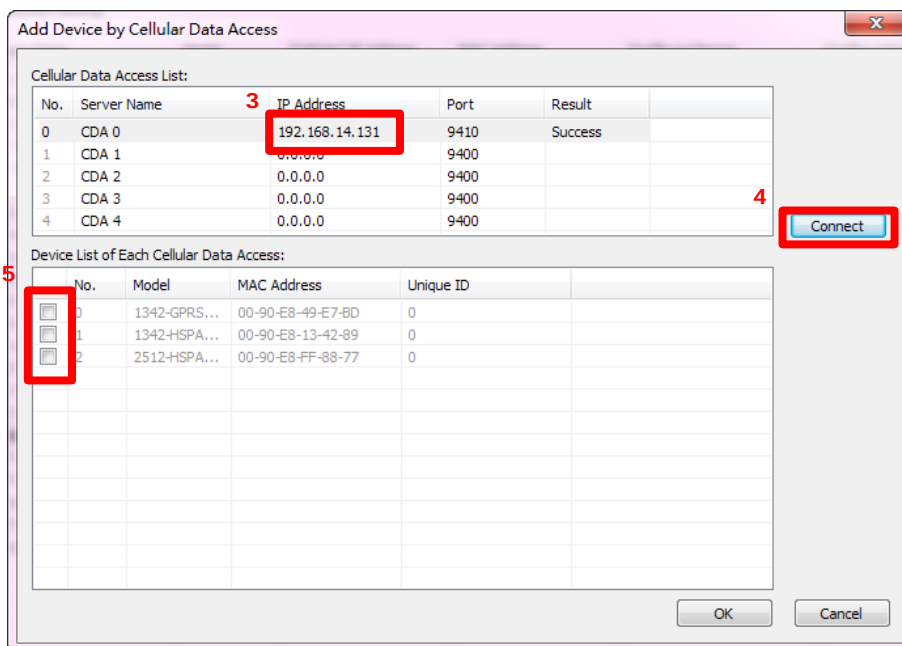 Add Device by Cellular Data Access
Cellular Data Access List:
No. Server Name 3 IP Address Port Result
0 CDA 0 192.168.14.131 9410 Success
1 CDA 1 0.0.0.0 9400
2 CDA 2 0.0.0.0 9400
3 CDA 3 0.0.0.0 9400
4
4 CDA 4 0.0.0.0 9400
Connect
Device List of Each Cellular Data Access:
5
No. Model MAC Address Unique ID
0 1342-GPRS... 00-90-E8-49-E7-BD 0
1 1342-HSPA... 00-90-E8-13-42-89 0
2 2512-HSPA... 00-90-E8-FF-88-77 0
OK Cancel